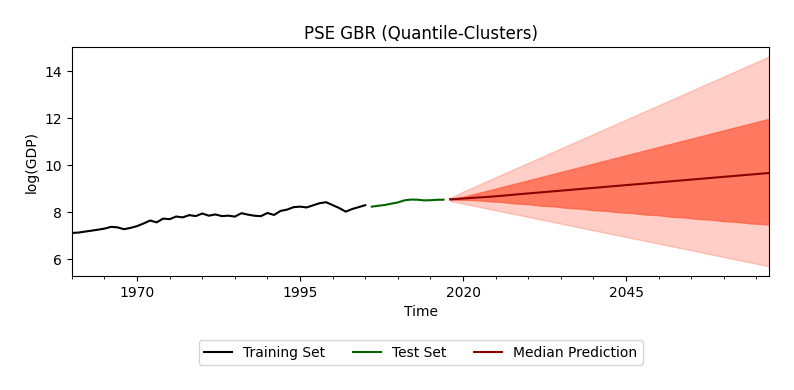 PSE GBR (Quantile-Clusters)
log(GDP)
14
12
10
8
6
1970 1995 2020 2045
Time
Training Set Test Set Median Prediction